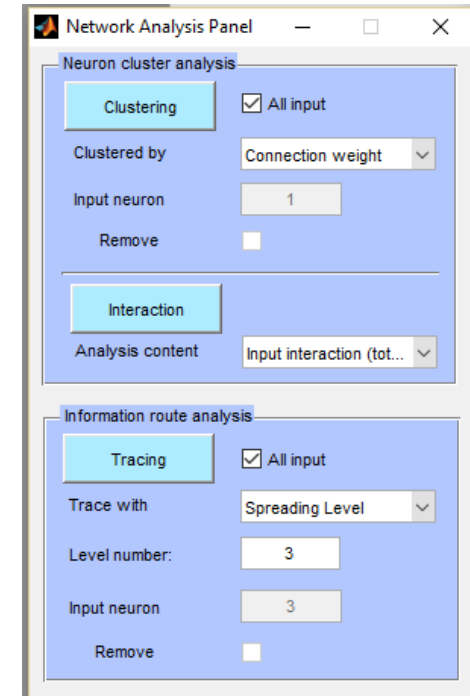 Network Analysis Panel
Neuron cluster analysis
Clustering All input
Clustered by Connection weight
Input neuron 1
Remove
Interaction
Analysis content Input interaction (tot...
Information route analysis
Tracing All input
Trace with Spreading Level
Level number: 3
Input neuron 3
Remove